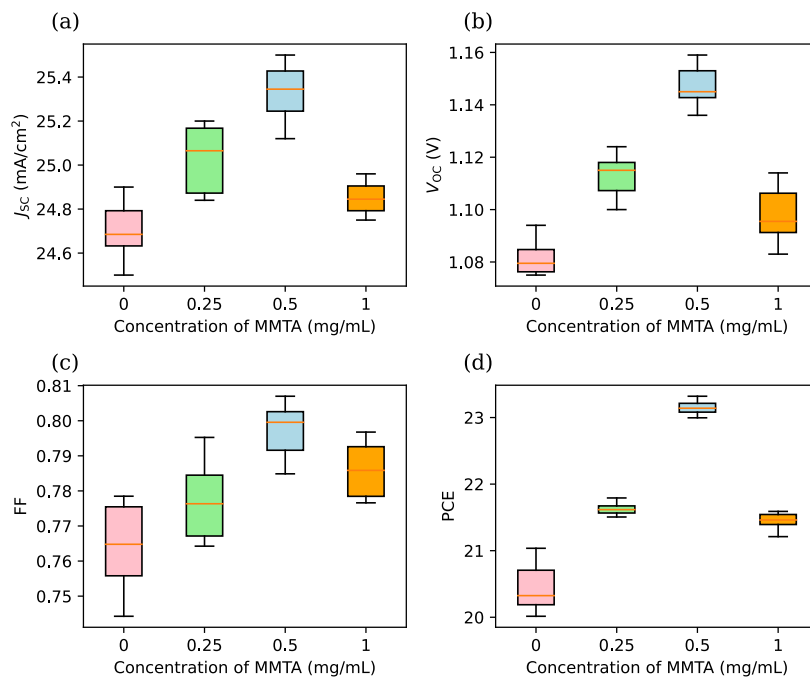 (a)
25.4
25.2
25.0
24.8
24.6
J_SC (mA/cm²)
0 0.25 0.5 1
Concentration of MMTA (mg/mL)
(b)
1.16
1.14
1.12
1.10
1.08
V_OC (V)
0 0.25 0.5 1
Concentration of MMTA (mg/mL)
(c)
0.81
0.80
0.79
0.78
0.77
0.76
0.75
FF
0 0.25 0.5 1
Concentration of MMTA (mg/mL)
(d)
23
22
21
20
PCE
0 0.25 0.5 1
Concentration of MMTA (mg/mL)